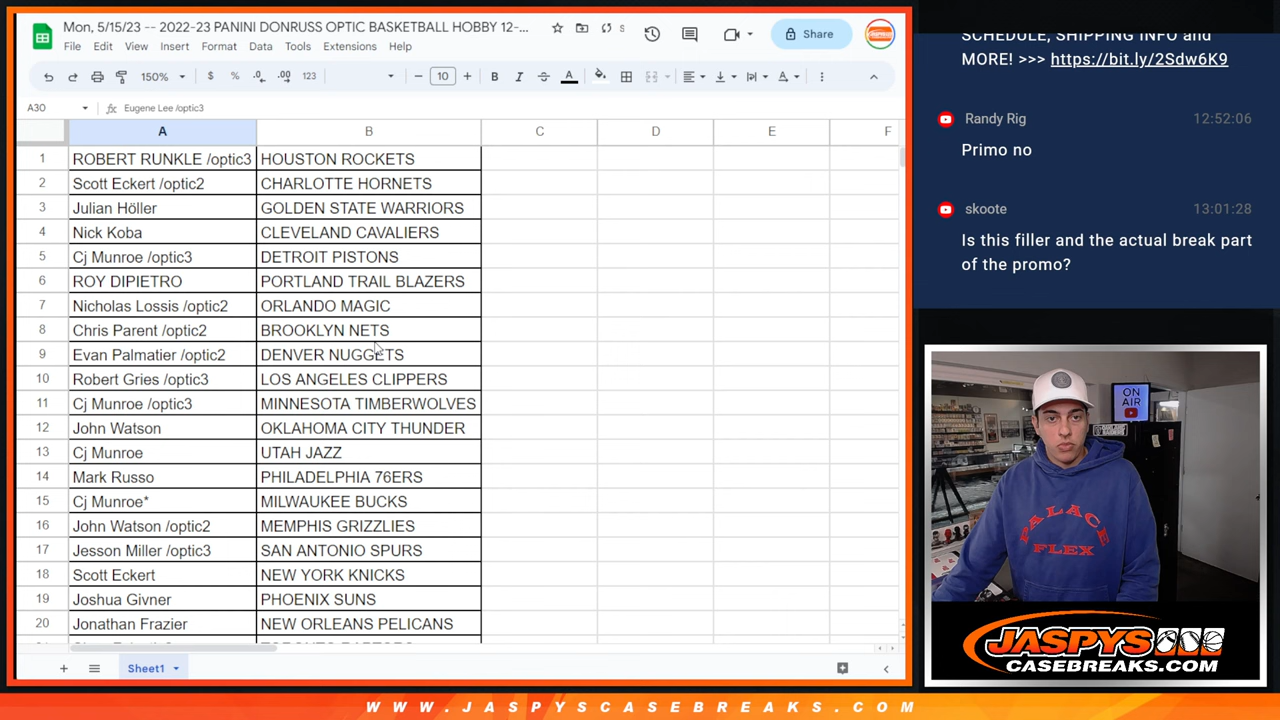 Mon, 5/15/23 -- 2022-23 PANINI DONRUSS OPTIC BASKETBALL HOBBY 12-...
Share
File Edit View Insert Format Data Tools Extensions Help
150% $ % .0 .00 123 10 B I A
A30 Eugene Lee /optic3
A B C D E F
1 ROBERT RUNKLE /optic3 HOUSTON ROCKETS
2 Scott Eckert /optic2 CHARLOTTE HORNETS
3 Julian Höller GOLDEN STATE WARRIORS
4 Nick Koba CLEVELAND CAVALIERS
5 Cj Munroe /optic3 DETROIT PISTONS
6 ROY DIPIETRO PORTLAND TRAIL BLAZERS
7 Nicholas Lossis /optic2 ORLANDO MAGIC
8 Chris Parent /optic2 BROOKLYN NETS
9 Evan Palmatier /optic2 DENVER NUGGETS
10 Robert Gries /optic3 LOS ANGELES CLIPPERS
11 Cj Munroe /optic3 MINNESOTA TIMBERWOLVES
12 John Watson OKLAHOMA CITY THUNDER
13 Cj Munroe UTAH JAZZ
14 Mark Russo PHILADELPHIA 76ERS
15 Cj Munroe* MILWAUKEE BUCKS
16 John Watson /optic2 MEMPHIS GRIZZLIES
17 Jesson Miller /optic3 SAN ANTONIO SPURS
18 Scott Eckert NEW YORK KNICKS
19 Joshua Givner PHOENIX SUNS
20 Jonathan Frazier NEW ORLEANS PELICANS
Sheet1
SCHEDULE, SHIPPING INFO and
MORE! >>> https://bit.ly/2Sdw6K9
Randy Rig 12:52:06
Primo no
skoote 13:01:28
Is this filler and the actual break part
of the promo?
ON
AIR
PALACE
FLEX
JASPYS
CASEBREAKS.COM
WWW.JASPYSCASEBREAKS.COM